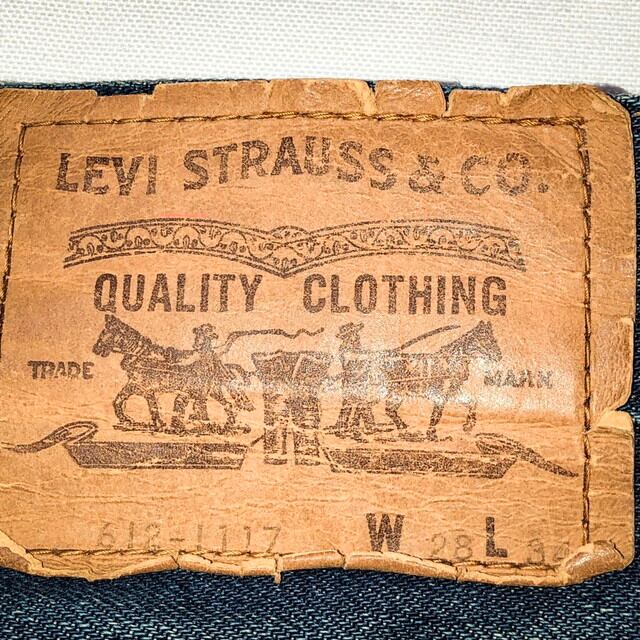 LEVI STRAUSS & CO.
QUALITY CLOTHING
TRADE MARK
612-1117 W 28 L 34